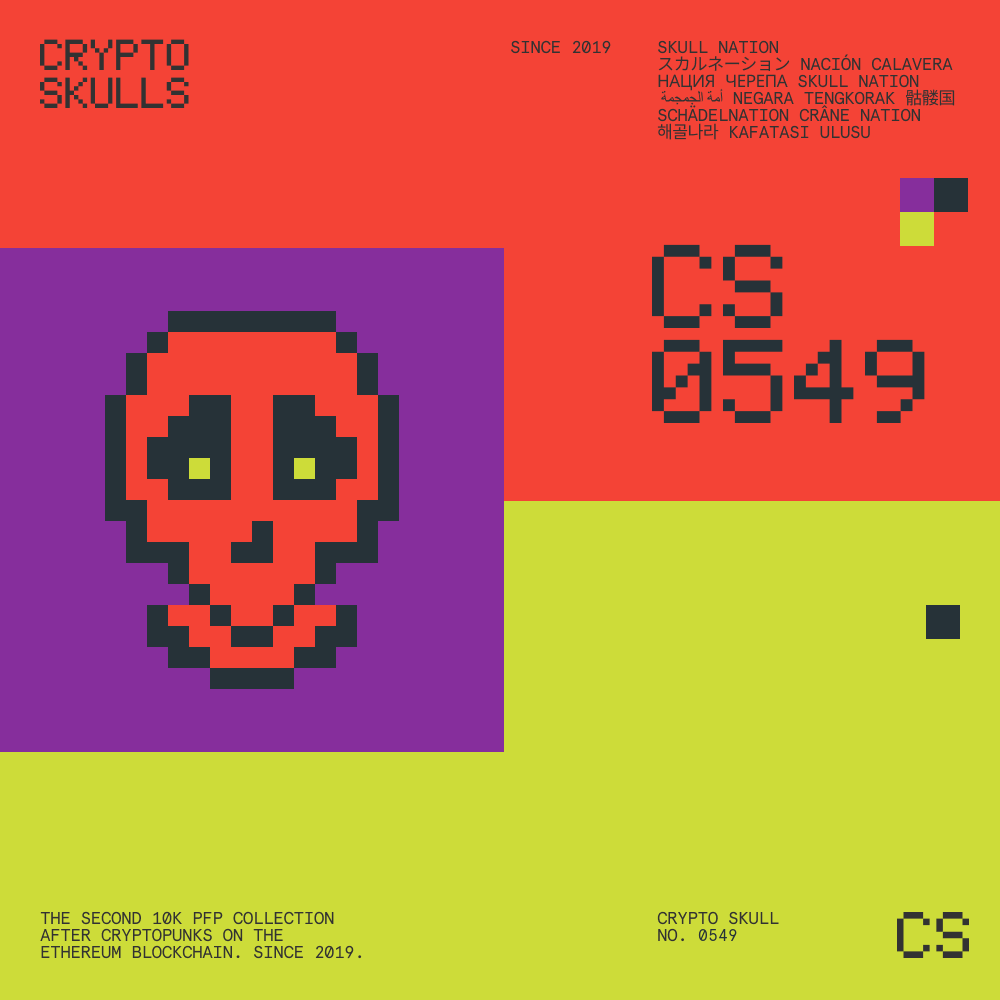 CRYPTO
SKULLS
SINCE 2019
SKULL NATION
スカルネーション NACIÓN CALAVERA
НАЦИЯ ЧЕРЕПА SKULL NATION
أمة الجمجمة NEGARA TENGKORAK 骷髅国
SCHÄDELNATION CRÂNE NATION
해골나라 KAFATASI ULUSU
CS
0549
THE SECOND 10K PFP COLLECTION
AFTER CRYPTOPUNKS ON THE
ETHEREUM BLOCKCHAIN. SINCE 2019.
CRYPTO SKULL
NO. 0549
CS